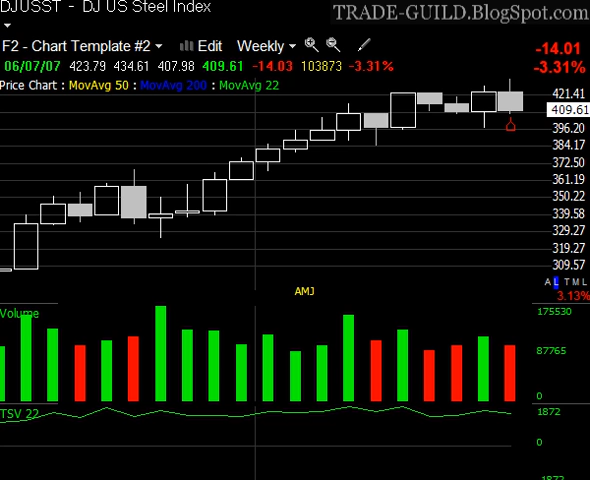 DJUSST - DJ US Steel Index
TRADE-GUILD.BlogSpot.com
F2 - Chart Template #2 Edit Weekly
-14.01
-3.31%
06/07/07 423.79 434.61 407.98 409.61 -14.03 103873 -3.31%
Price Chart : MovAvg 50 : MovAvg 200 : MovAvg 22
421.41
409.61
396.20
384.17
372.50
361.19
350.22
339.58
329.27
319.27
309.57
A L T M L
AMJ
3.13%
Volume
175530
87765
0
TSV 22
1872
0
-1872